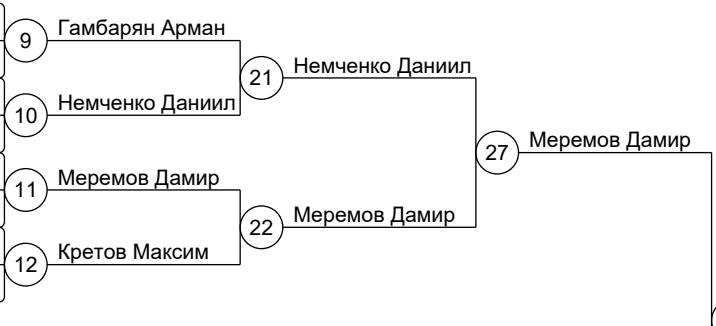 9 Гамбарян Арман
21 Немченко Даниил
10 Немченко Даниил
27 Меремов Дамир
11 Меремов Дамир
22 Меремов Дамир
12 Кретов Максим